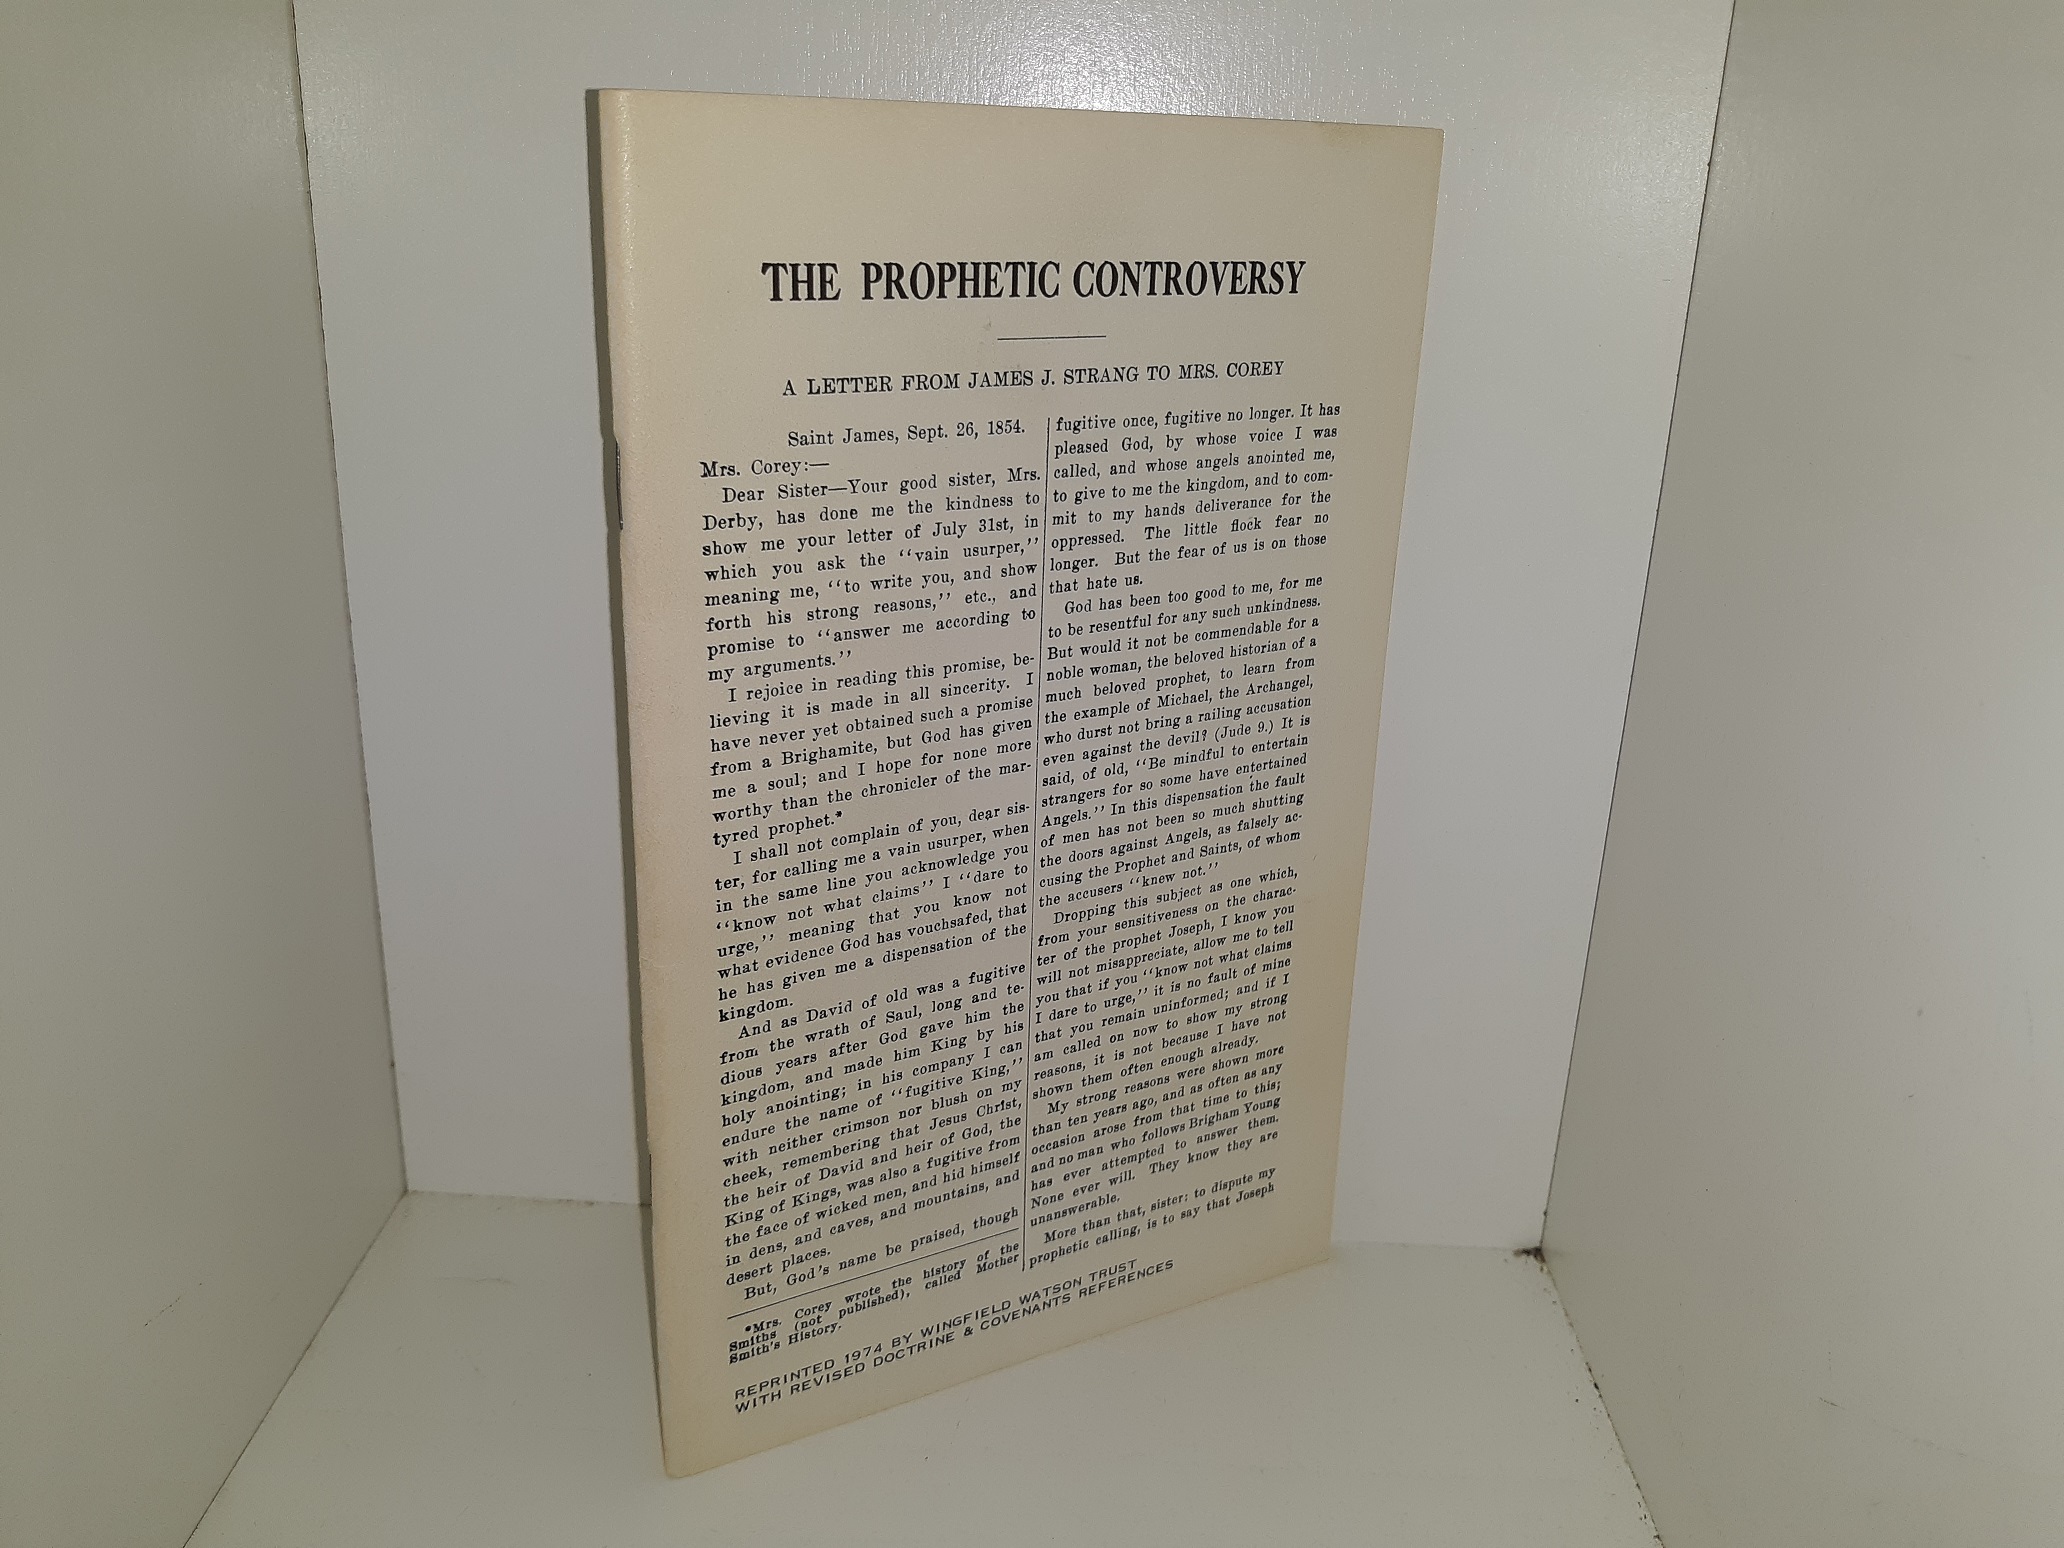 THE PROPHETIC CONTROVERSY
A LETTER FROM JAMES J. STRANG TO MRS. COREY
Saint James, Sept. 26, 1854.
Mrs. Corey:—
Dear Sister—Your good sister, Mrs.
Derby, has done me the kindness to
show me your letter of July 31st, in
which you ask the ‘‘vain usurper,’’
meaning me, ‘‘to write you, and show
forth his strong reasons,’’ etc., and
promise to ‘‘answer me according to
my arguments.’’
I rejoice in reading this promise, be-
lieving it is made in all sincerity. I
have never yet obtained such a promise
from a Brighamite, but God has given
me a soul; and I hope for none more
worthy than the chronicler of the mar-
tyred prophet.*
I shall not complain of you, dear sis-
ter, for calling me a vain usurper, when
in the same line you acknowledge you
‘‘know not what claims’’ I ‘‘dare to
urge,’’ meaning that you know not
what evidence God has vouchsafed, that
he has given me a dispensation of the
kingdom.
And as David of old was a fugitive
from the wrath of Saul, long and te-
dious years after God gave him the
kingdom, and made him King by his
holy anointing; in his company I can
endure the name of ‘‘fugitive King,’’
with neither crimson nor blush on my
cheek, remembering that Jesus Christ,
the heir of David and heir of God, the
King of Kings, was also a fugitive from
the face of wicked men, and hid himself
in dens, and caves, and mountains, and
desert places.
But, God's name be praised, though
*Mrs. Corey wrote the history of the
Smiths (not published), called Mother
Smith's History.
fugitive once, fugitive no longer. It has
pleased God, by whose voice I was
called, and whose angels anointed me,
to give to me the kingdom, and to com-
mit to my hands deliverance for the
oppressed. The little flock fear no
longer. But the fear of us is on those
that hate us.
God has been too good to me, for me
to be resentful for any such unkindness.
But would it not be commendable for a
noble woman, the beloved historian of a
much beloved prophet, to learn from
the example of Michael, the Archangel,
who durst not bring a railing accusation
even against the devil? (Jude 9.) It is
said, of old, ‘‘Be mindful to entertain
strangers for so some have entertained
Angels.’’ In this dispensation the fault
of men has not been so much shutting
the doors against Angels, as falsely ac-
cusing the Prophet and Saints, of whom
the accusers ‘‘knew not.’’
Dropping this subject as one which,
from your sensitiveness on the charac-
ter of the prophet Joseph, I know you
will not misappreciate, allow me to tell
you that if you ‘‘know not what claims
I dare to urge,’’ it is no fault of mine
that you remain uninformed; and if I
am called on now to show my strong
reasons, it is not because I have not
shown them often enough already.
My strong reasons were shown more
than ten years ago, and as often as any
occasion arose from that time to this;
and no man who follows Brigham Young
has ever attempted to answer them.
None ever will. They know they are
unanswerable.
More than that, sister; to dispute my
prophetic calling, is to say that Joseph
REPRINTED 1974 BY WINGFIELD WATSON TRUST
WITH REVISED DOCTRINE & COVENANTS REFERENCES